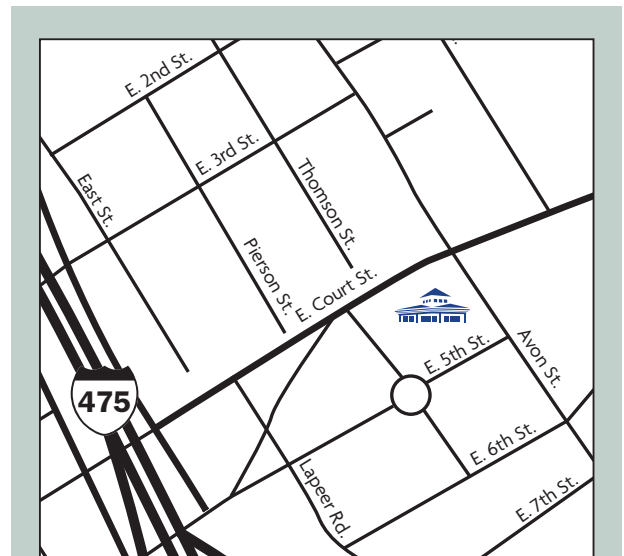 E. 2nd St.
E. 3rd St.
East St.
Thomson St.
Pierson St.
E. Court St.
E. 5th St.
Avon St.
475
E. 6th St.
Lapeer Rd.
E. 7th St.